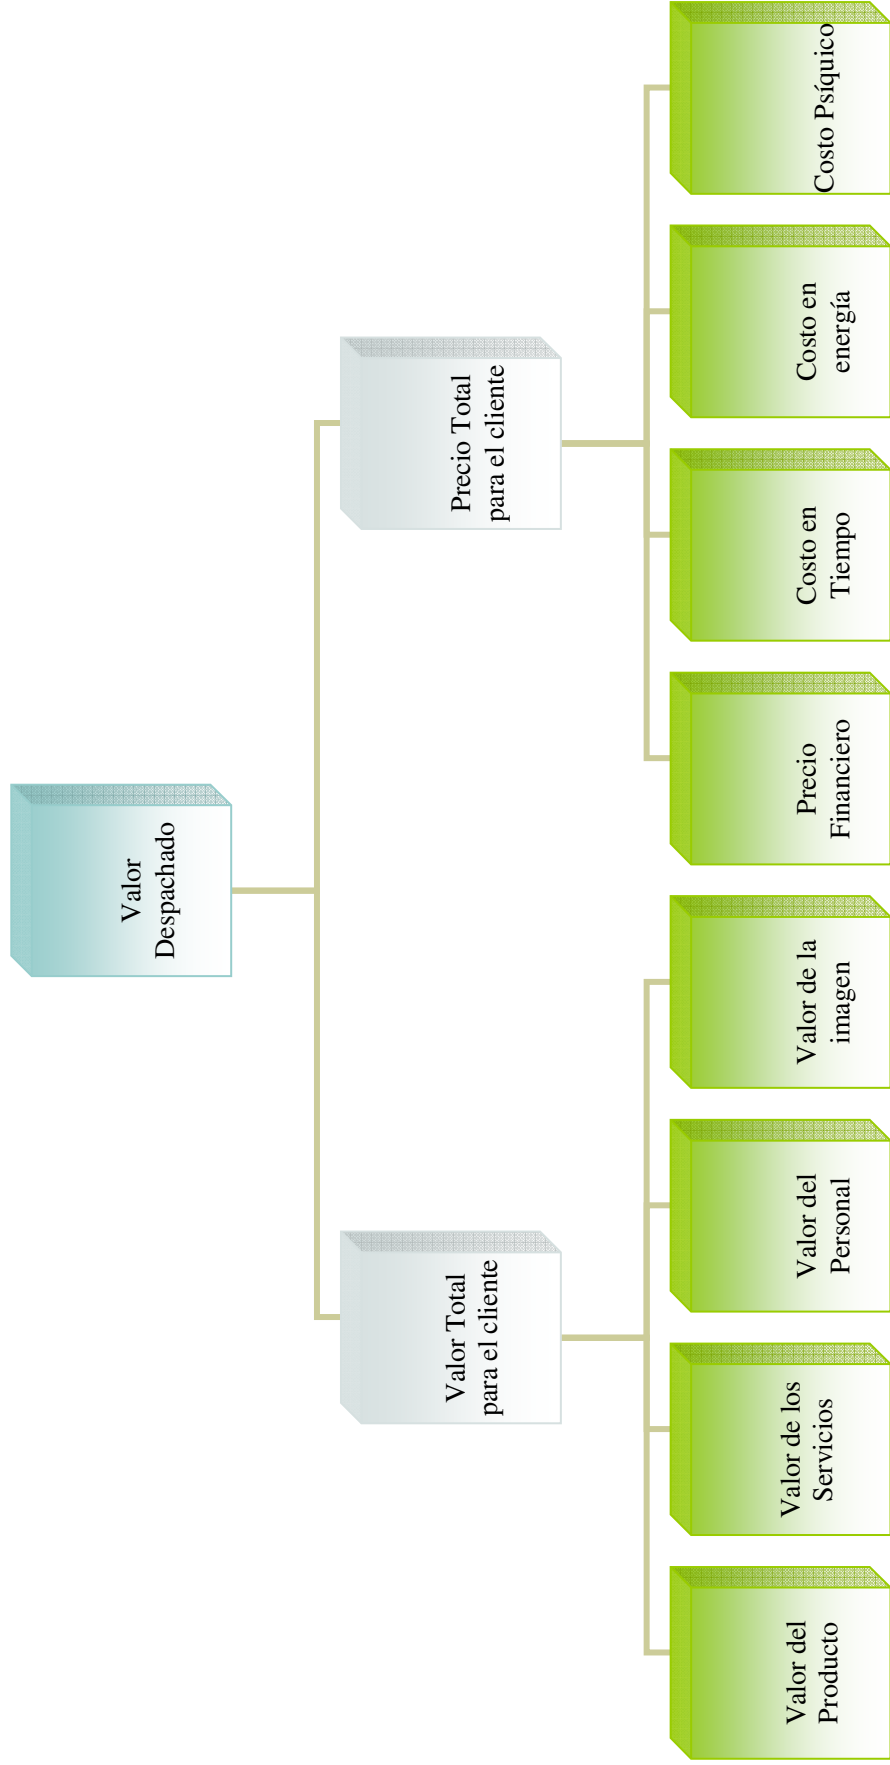 Valor
Despachado
Valor Total
para el cliente
Precio Total
para el cliente
Valor del
Producto
Valor de los
Servicios
Valor del
Personal
Valor de la
imagen
Precio
Financiero
Costo en
Tiempo
Costo en
energía
Costo Psíquico